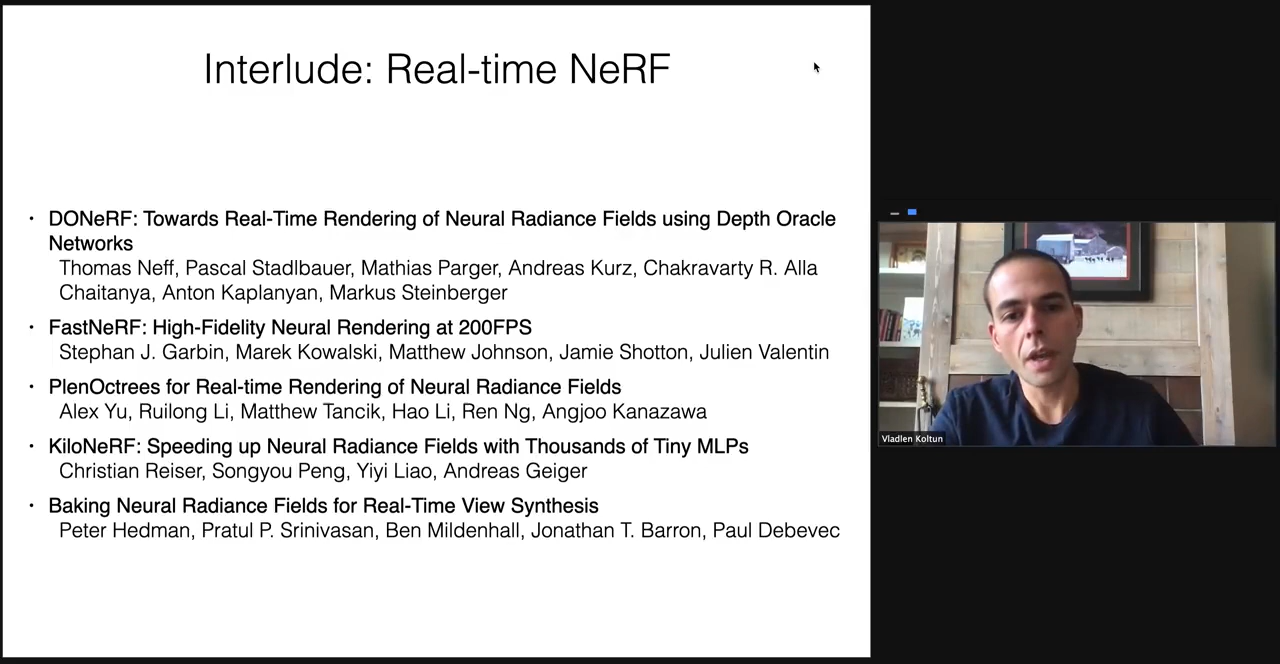 Interlude: Real-time NeRF
• DONeRF: Towards Real-Time Rendering of Neural Radiance Fields using Depth Oracle
Networks
Thomas Neff, Pascal Stadlbauer, Mathias Parger, Andreas Kurz, Chakravarty R. Alla
Chaitanya, Anton Kaplanyan, Markus Steinberger
• FastNeRF: High-Fidelity Neural Rendering at 200FPS
Stephan J. Garbin, Marek Kowalski, Matthew Johnson, Jamie Shotton, Julien Valentin
• PlenOctrees for Real-time Rendering of Neural Radiance Fields
Alex Yu, Ruilong Li, Matthew Tancik, Hao Li, Ren Ng, Angjoo Kanazawa
• KiloNeRF: Speeding up Neural Radiance Fields with Thousands of Tiny MLPs
Christian Reiser, Songyou Peng, Yiyi Liao, Andreas Geiger
• Baking Neural Radiance Fields for Real-Time View Synthesis
Peter Hedman, Pratul P. Srinivasan, Ben Mildenhall, Jonathan T. Barron, Paul Debevec
Vladlen Koltun